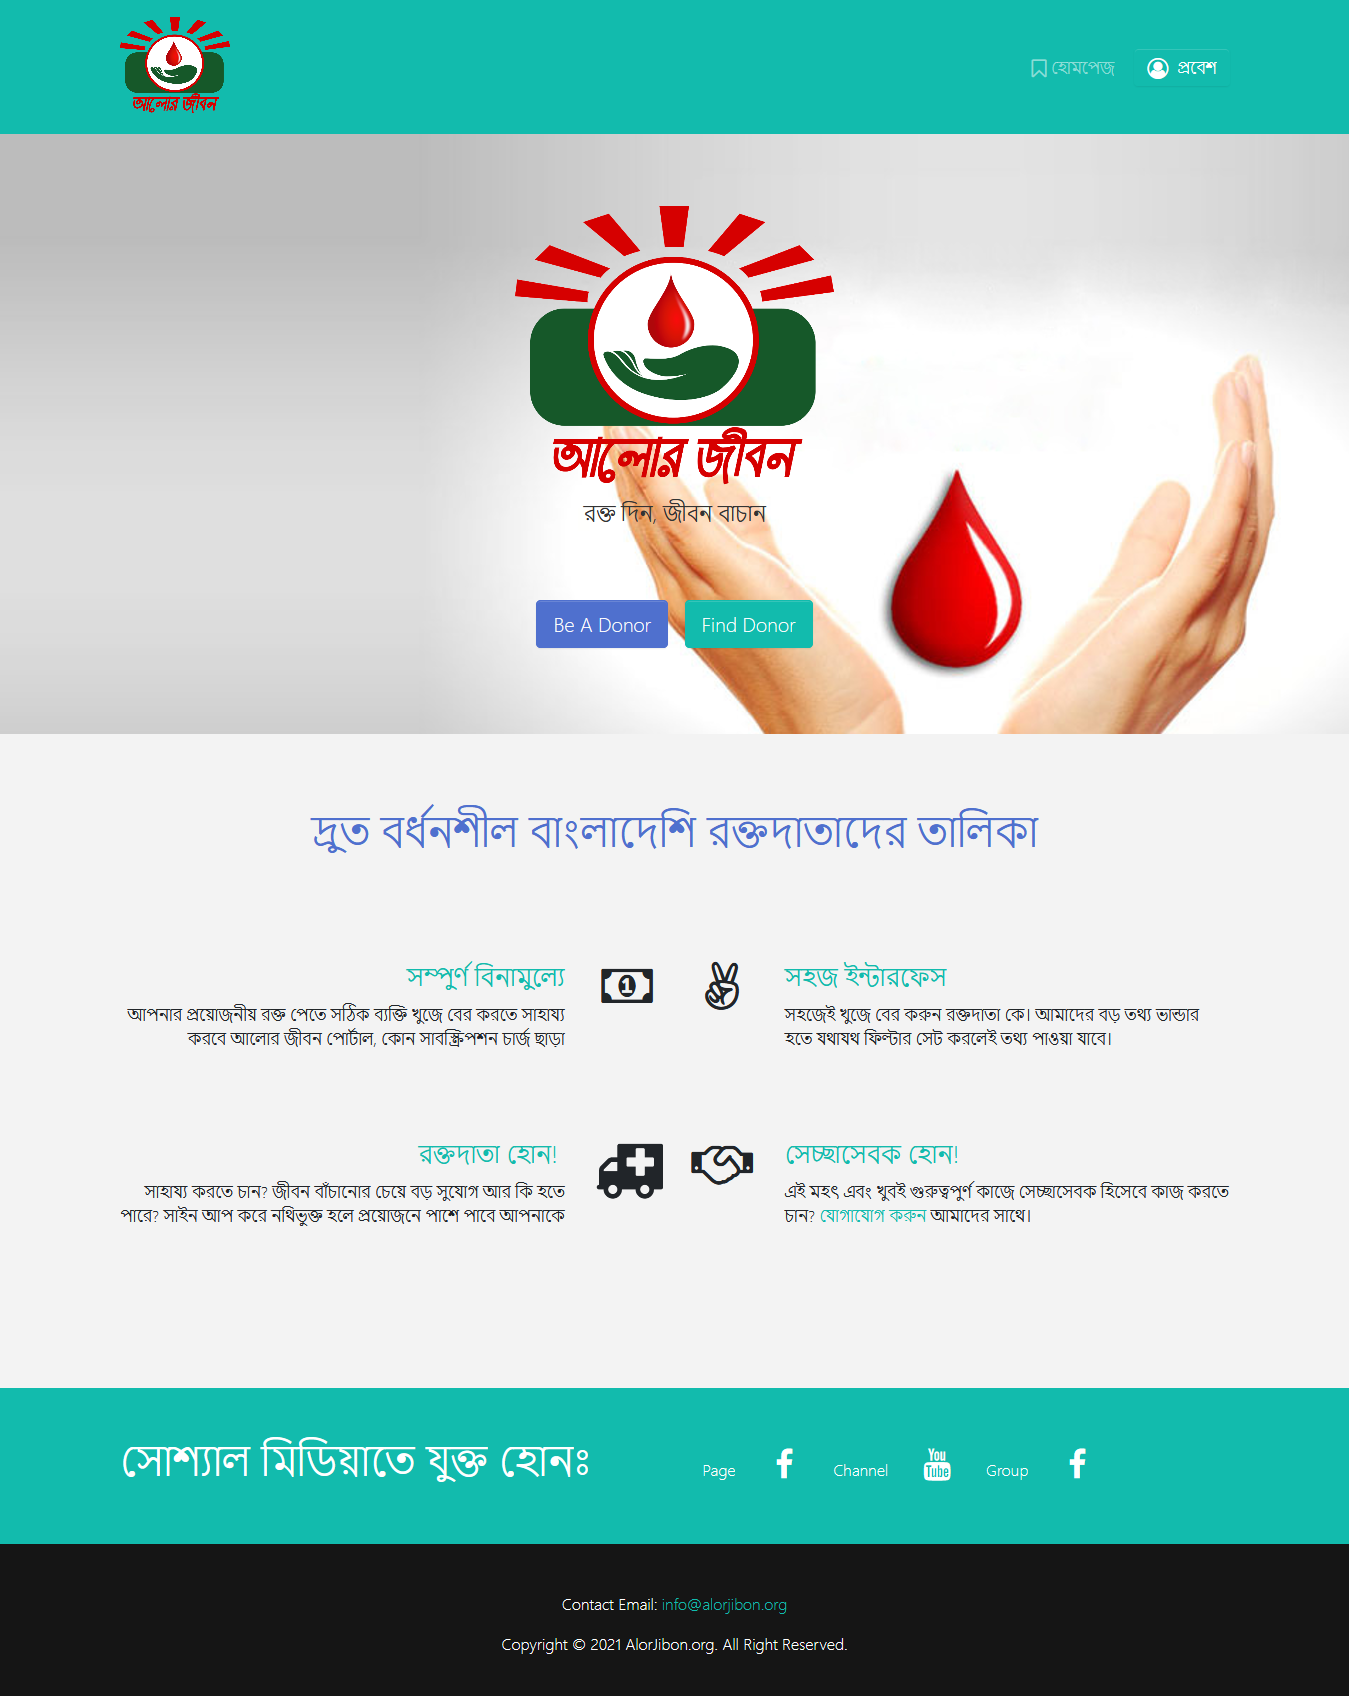 আলোর জীবন
হোমপেজ
প্রবেশ
আলোর জীবন
রক্ত দিন, জীবন বাচান
Be A Donor
Find Donor
দ্রুত বর্ধনশীল বাংলাদেশি রক্তদাতাদের তালিকা
সম্পুর্ণ বিনামুল্যে
আপনার প্রয়োজনীয় রক্ত পেতে সঠিক ব্যক্তি খুজে বের করতে সাহায্য
করবে আলোর জীবন পোর্টাল, কোন সাবস্ক্রিপশন চার্জ ছাড়া
1
সহজ ইন্টারফেস
সহজেই খুজে বের করুন রক্তদাতা কে। আমাদের বড় তথ্য ভান্ডার
হতে যথাযথ ফিল্টার সেট করলেই তথ্য পাওয়া যাবে।
রক্তদাতা হোন!
সাহায্য করতে চান? জীবন বাঁচানোর চেয়ে বড় সুযোগ আর কি হতে
পারে? সাইন আপ করে নথিভুক্ত হলে প্রয়োজনে পাশে পাবে আপনাকে
সেচ্ছাসেবক হোন!
এই মহৎ এবং খুবই গুরুত্বপুর্ণ কাজে সেচ্ছাসেবক হিসেবে কাজ করতে
চান? যোগাযোগ করুন আমাদের সাথে।
সোশ্যাল মিডিয়াতে যুক্ত হোনঃ
Page
Channel
You
Tube
Group
Contact Email: info@alorjibon.org
Copyright © 2021 AlorJibon.org. All Right Reserved.